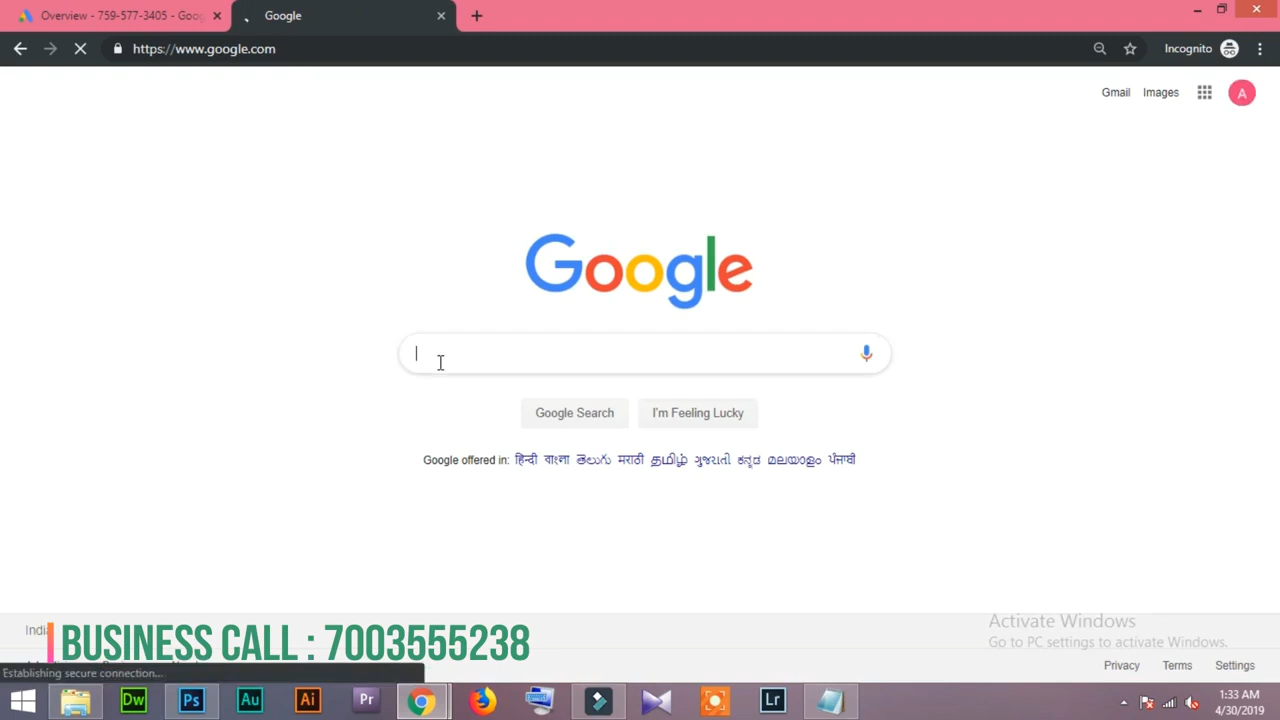 Overview - 759-577-3405 - Goo
Google
https://www.google.com
Incognito
Gmail Images
A
Google
Google Search I'm Feeling Lucky
Google offered in: हिन्दी বাংলা తెలుగు मराठी தமிழ் ગુજરાતી ಕನ್ನಡ മലയാളം ਪੰਜਾਬੀ
Activate Windows
Go to PC settings to activate Windows.
BUSINESS CALL : 7003555238
Establishing secure connection...
Privacy Terms Settings
Dw Ps Au Ai Pr Lr
1:33 AM
4/30/2019